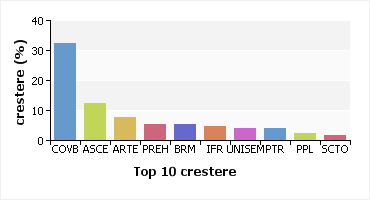 crestere (%)
40
30
20
10
0
COVB ASCE ARTE PREH BRM IFR UNISEM PTR PPL SCTO
Top 10 crestere